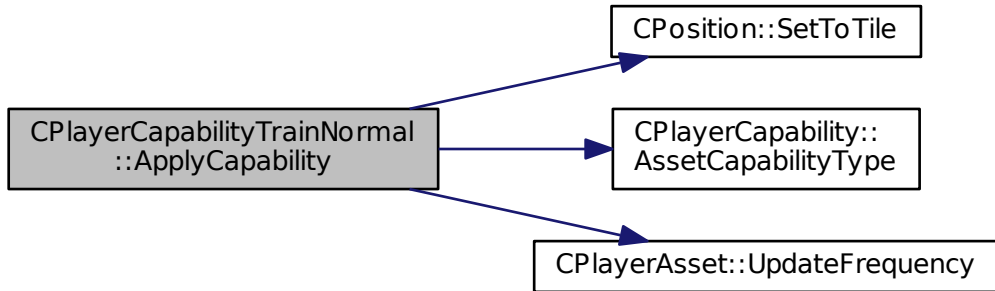 CPosition::SetToTile
CPlayerCapabilityTrainNormal
::ApplyCapability
CPlayerCapability::
AssetCapabilityType
CPlayerAsset::UpdateFrequency